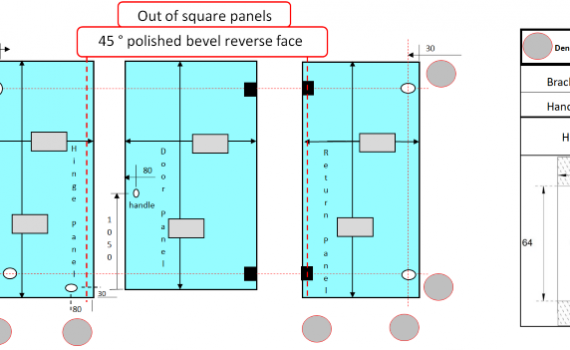 Out of square panels
45 ° polished bevel reverse face
30
Hinge Panel
Door Panel
Return Panel
80
handle
1050
30
80
Den
Brac
Hand
H
64